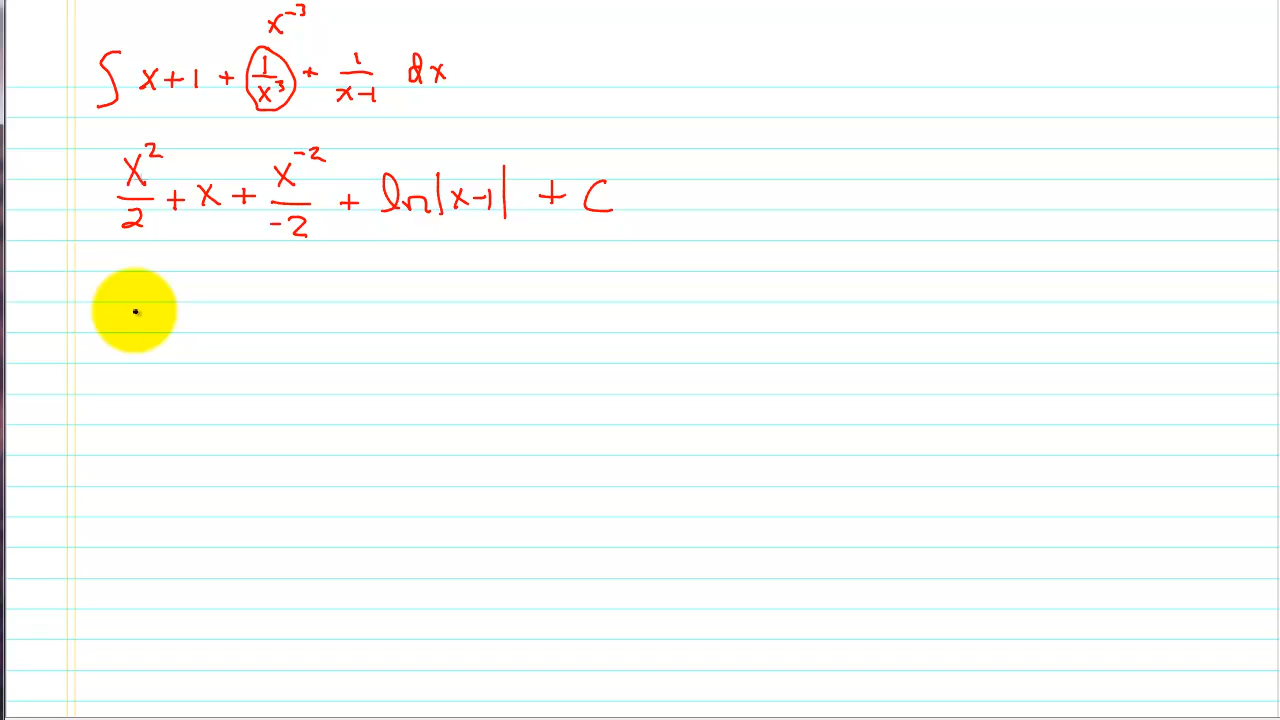 x⁻³
∫ x + 1 + 1/x³ + 1/(x-1) dx
x²/2 + x + x⁻²/-2 + ln|x-1| + C